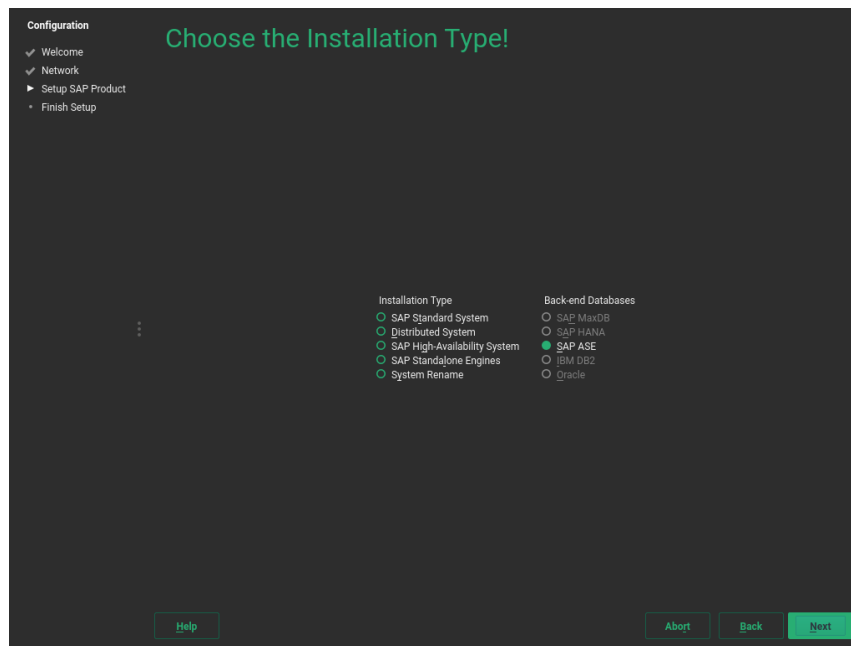 Configuration
Welcome
Network
Setup SAP Product
Finish Setup
Choose the Installation Type!
Installation Type
SAP Standard System
Distributed System
SAP High-Availability System
SAP Standalone Engines
System Rename
Back-end Databases
SAP MaxDB
SAP HANA
SAP ASE
IBM DB2
Oracle
Help
Abort
Back
Next